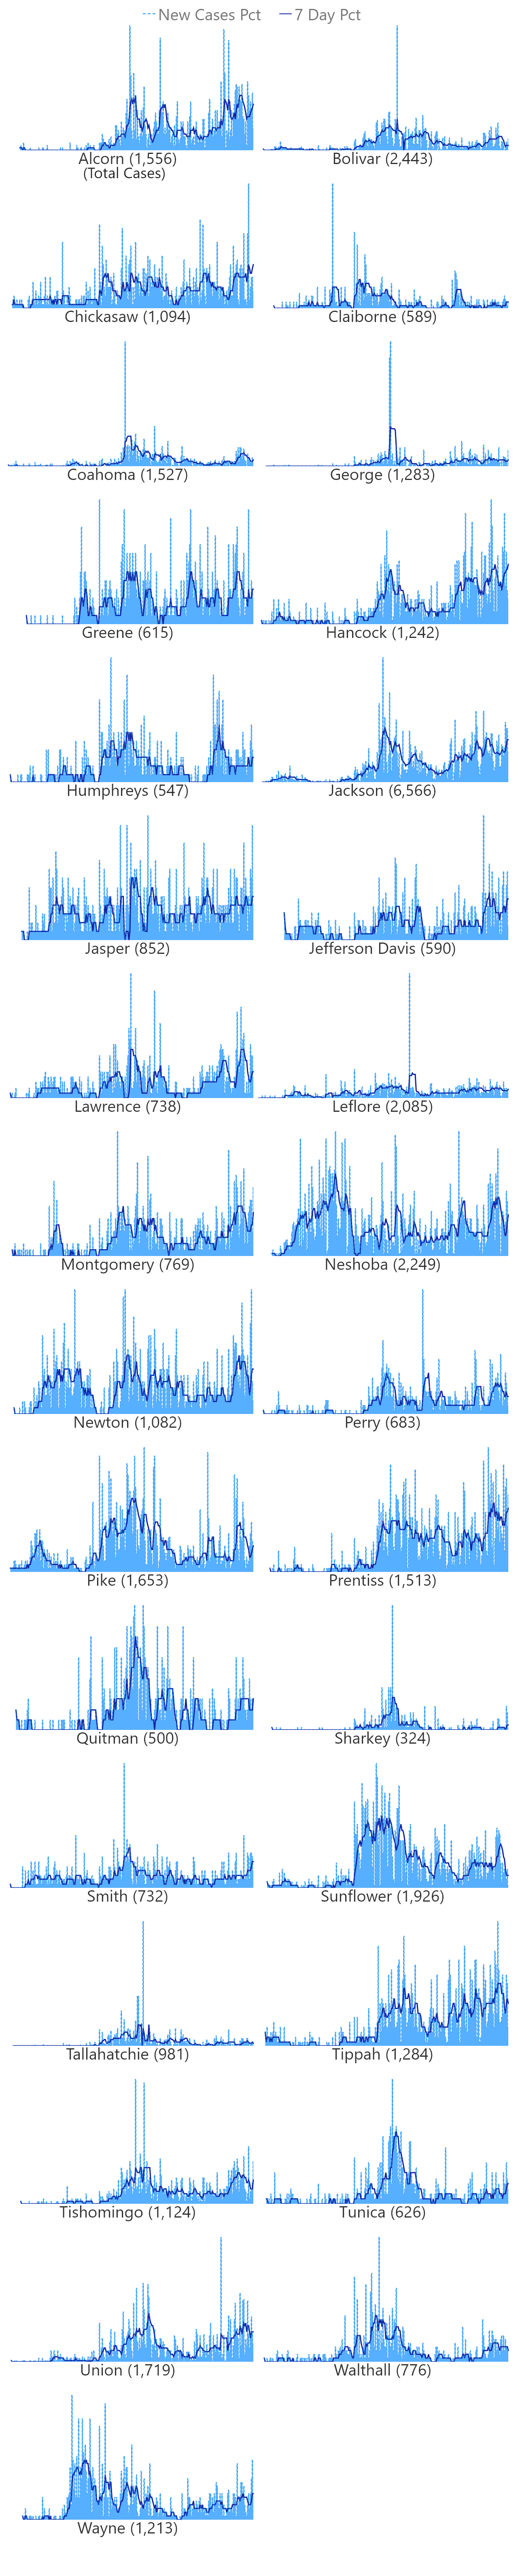 New Cases Pct 7 Day Pct
Alcorn (1,556) Bolivar (2,443)
(Total Cases)
Chickasaw (1,094) Claiborne (589)
Coahoma (1,527) George (1,283)
Greene (615) Hancock (1,242)
Humphreys (547) Jackson (6,566)
Jasper (852) Jefferson Davis (590)
Lawrence (738) Leflore (2,085)
Montgomery (769) Neshoba (2,249)
Newton (1,082) Perry (683)
Pike (1,653) Prentiss (1,513)
Quitman (500) Sharkey (324)
Smith (732) Sunflower (1,926)
Tallahatchie (981) Tippah (1,284)
Tishomingo (1,124) Tunica (626)
Union (1,719) Walthall (776)
Wayne (1,213)